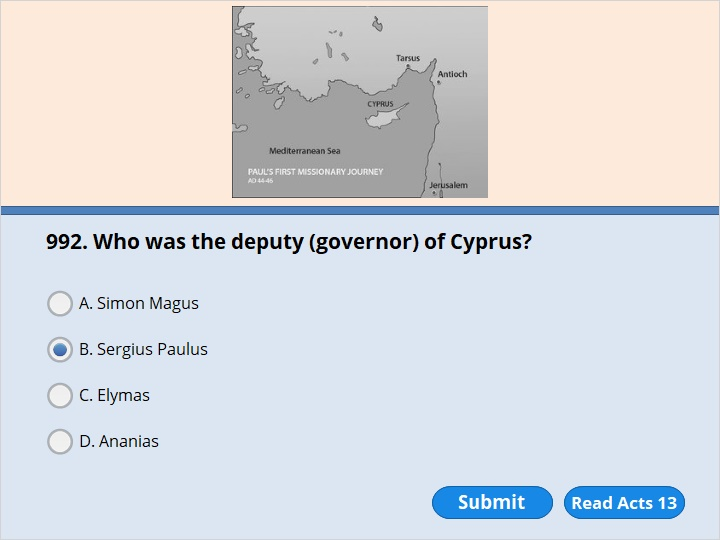 Tarsus
Antioch
CYPRUS
Mediterranean Sea
PAUL'S FIRST MISSIONARY JOURNEY
AD 44-46
Jerusalem
992. Who was the deputy (governor) of Cyprus?
A. Simon Magus
B. Sergius Paulus
C. Elymas
D. Ananias
Submit
Read Acts 13